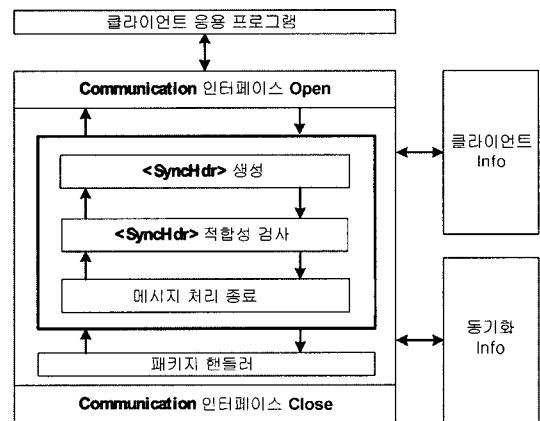 클라이언트 응용 프로그램
Communication 인터페이스 Open
<SyncHdr> 생성
<SyncHdr> 적합성 검사
메시지 처리 종료
패키지 핸들러
Communication 인터페이스 Close
클라이언트
Info
동기화
Info